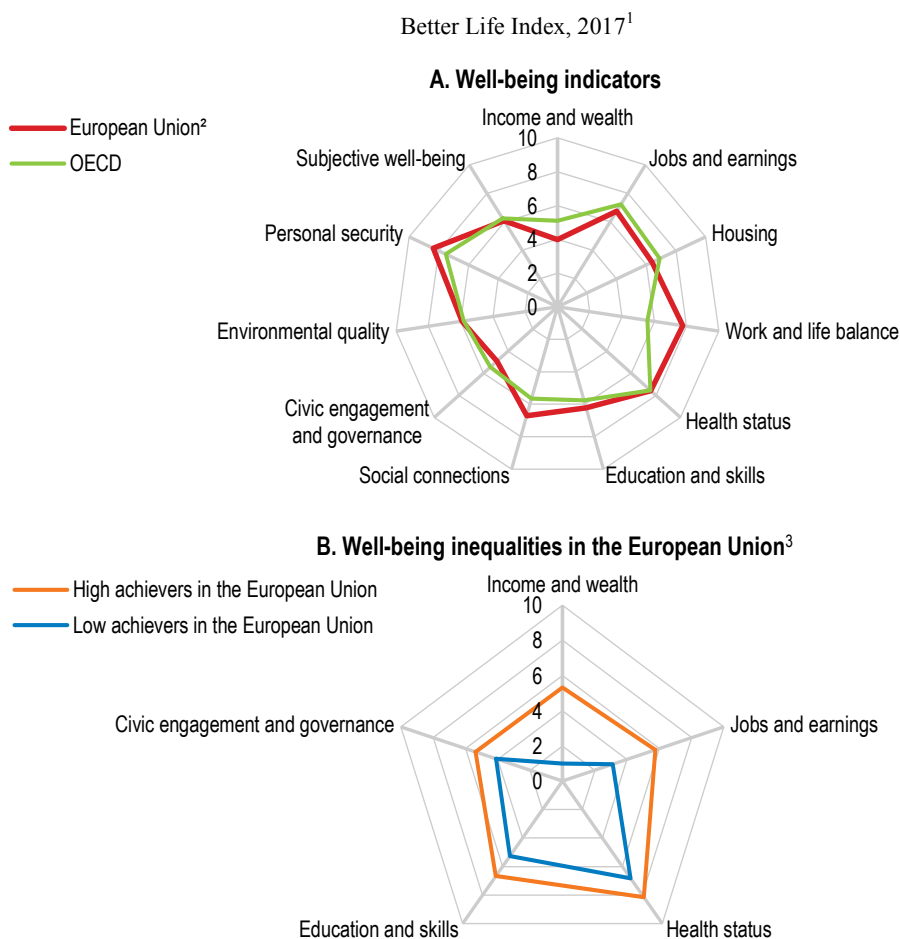 Better Life Index, 2017¹
A. Well-being indicators
European Union²
OECD
Income and wealth
10
8
6
4
2
0
Jobs and earnings
Housing
Work and life balance
Health status
Education and skills
Social connections
Civic engagement
and governance
Environmental quality
Personal security
Subjective well-being
B. Well-being inequalities in the European Union³
High achievers in the European Union
Low achievers in the European Union
Income and wealth
10
8
6
4
2
0
Jobs and earnings
Health status
Education and skills
Civic engagement and governance